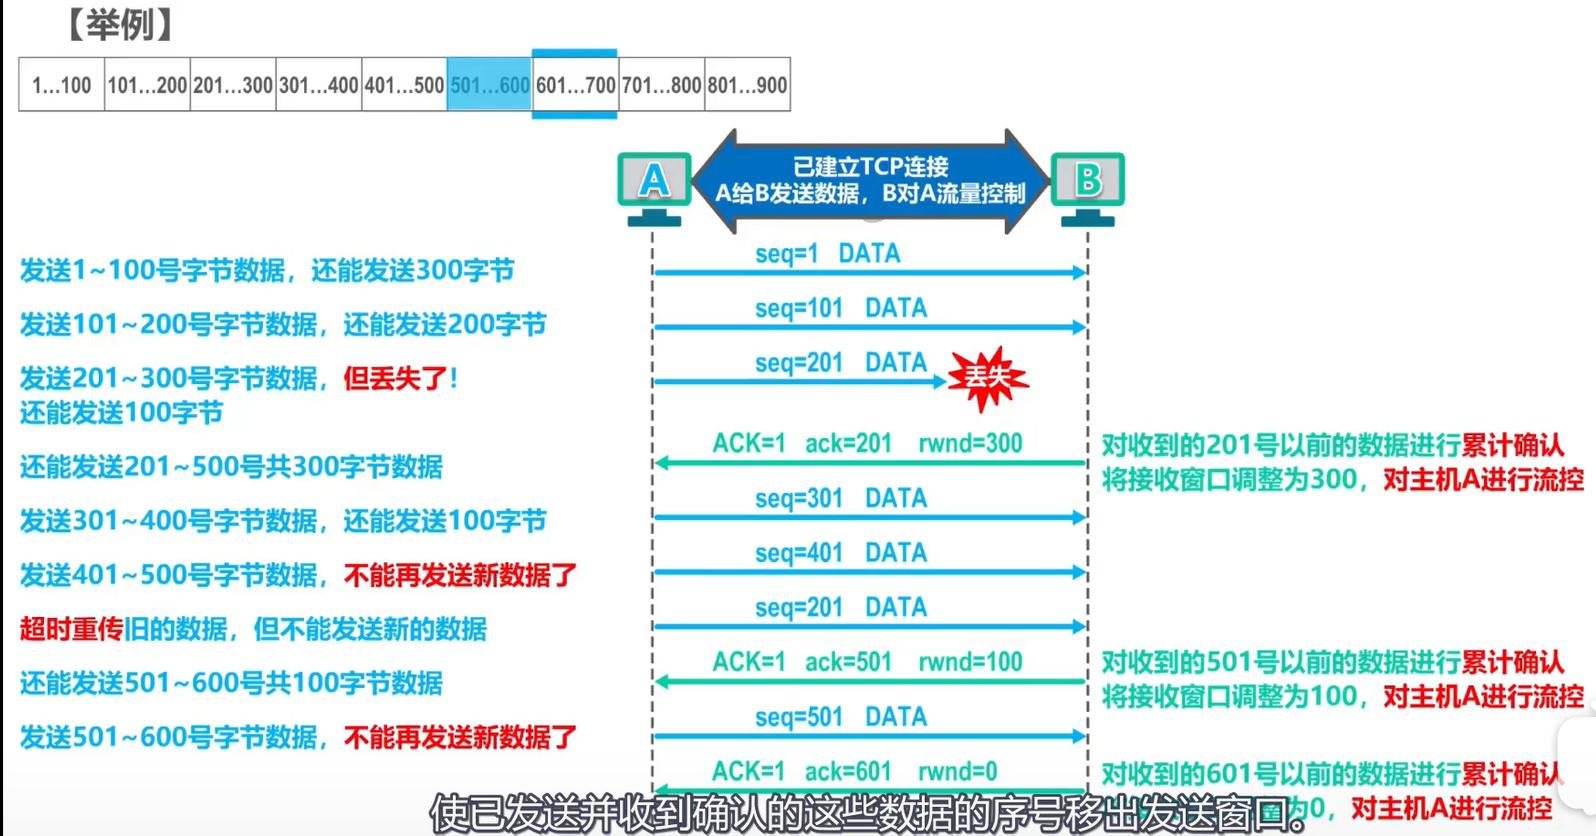 【举例】
1...100 101...200 201...300 301...400 401...500 501...600 601...700 701...800 801...900
已建立TCP连接
A A给B发送数据，B对A流量控制 B
seq=1 DATA
发送1~100号字节数据，还能发送300字节
seq=101 DATA
发送101~200号字节数据，还能发送200字节
seq=201 DATA
发送201~300号字节数据，但丢失了！
丢失
还能发送100字节
ACK=1 ack=201 rwnd=300
对收到的201号以前的数据进行累计确认
还能发送201~500号共300字节数据
将接收窗口调整为300，对主机A进行流控
seq=301 DATA
发送301~400号字节数据，还能发送100字节
seq=401 DATA
发送401~500号字节数据，不能再发送新数据了
seq=201 DATA
超时重传旧的数据，但不能发送新的数据
ACK=1 ack=501 rwnd=100
对收到的501号以前的数据进行累计确认
还能发送501~600号共100字节数据
将接收窗口调整为100，对主机A进行流控
seq=501 DATA
发送501~600号字节数据，不能再发送新数据了
ACK=1 ack=601 rwnd=0
对收到的601号以前的数据进行累计确认
为0，对主机A进行流控
使已发送并收到确认的这些数据的序号移出发送窗口。